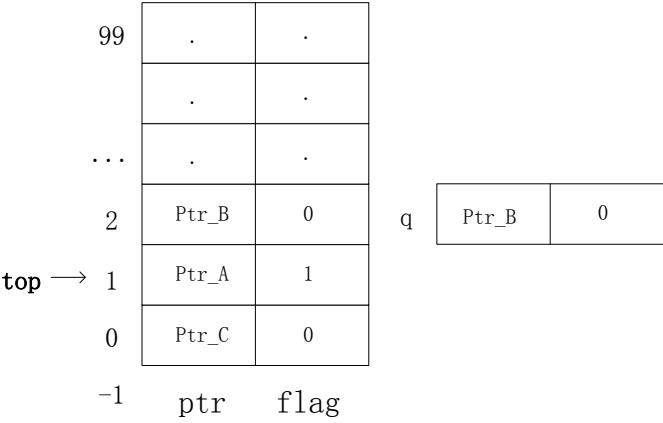 99 . .
. .
... . .
2 Ptr_B 0 q Ptr_B 0
top → 1 Ptr_A 1
0 Ptr_C 0
-1 ptr flag